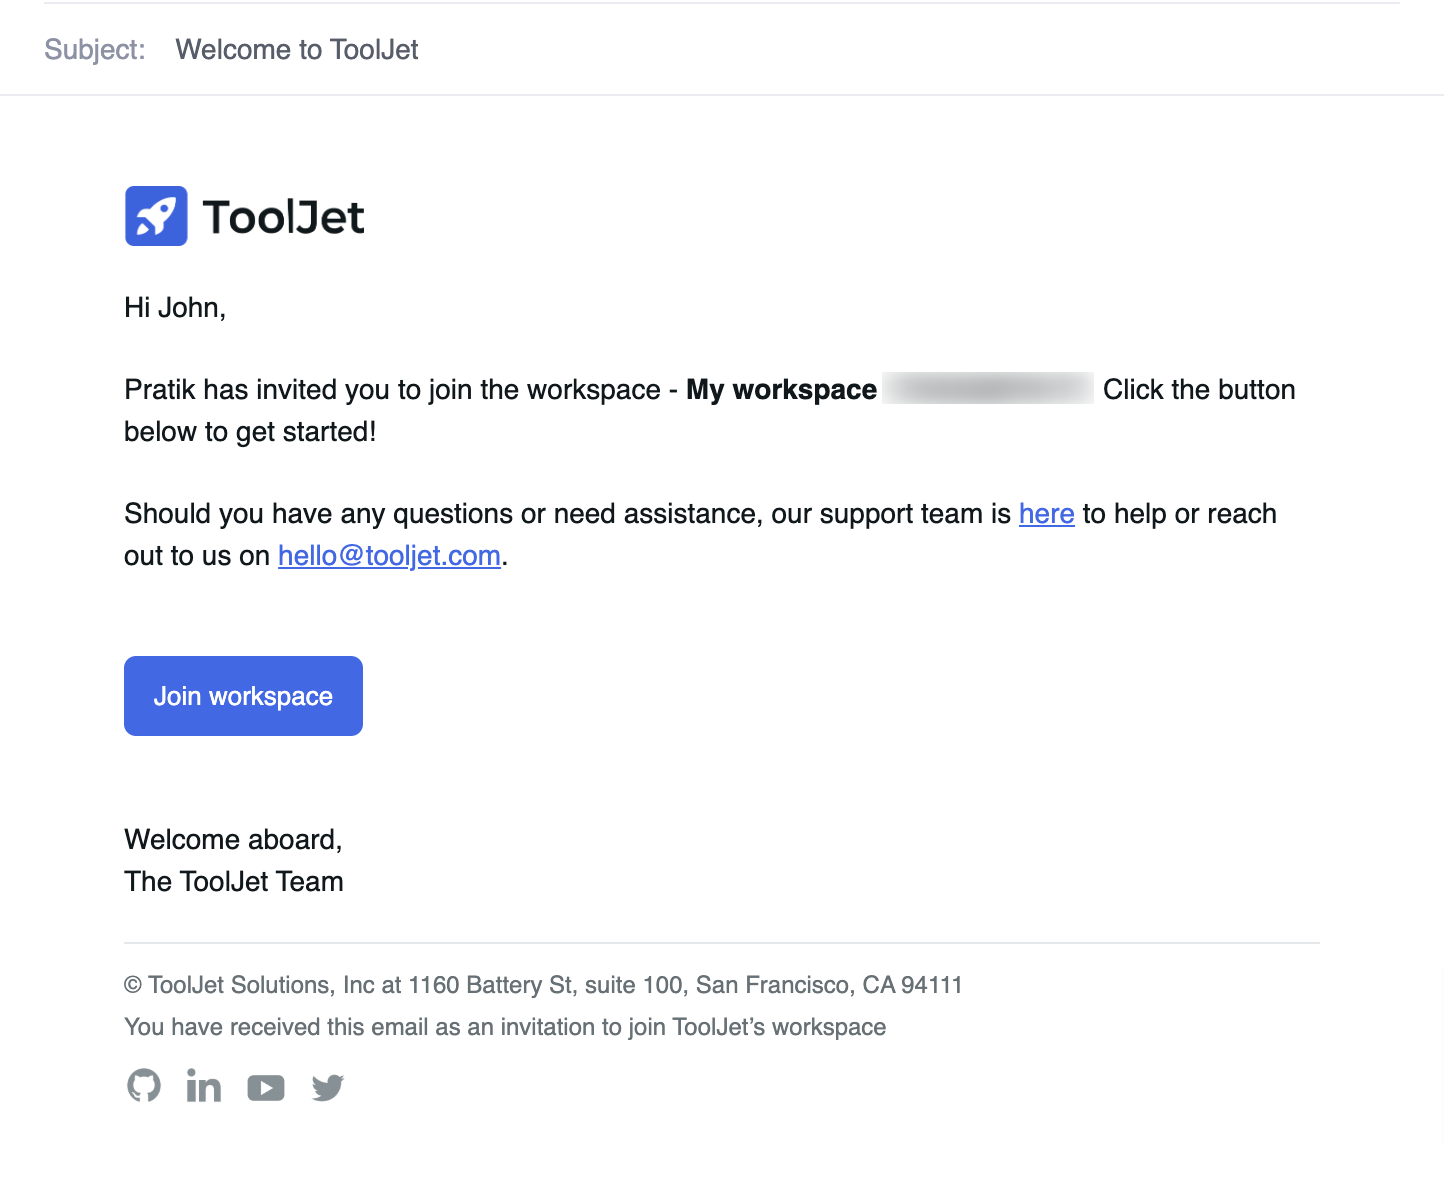 Subject: Welcome to ToolJet
ToolJet
Hi John,
Pratik has invited you to join the workspace - My workspace Click the button
below to get started!
Should you have any questions or need assistance, our support team is here to help or reach
out to us on hello@tooljet.com.
Join workspace
Welcome aboard,
The ToolJet Team
© ToolJet Solutions, Inc at 1160 Battery St, suite 100, San Francisco, CA 94111
You have received this email as an invitation to join ToolJet’s workspace
in